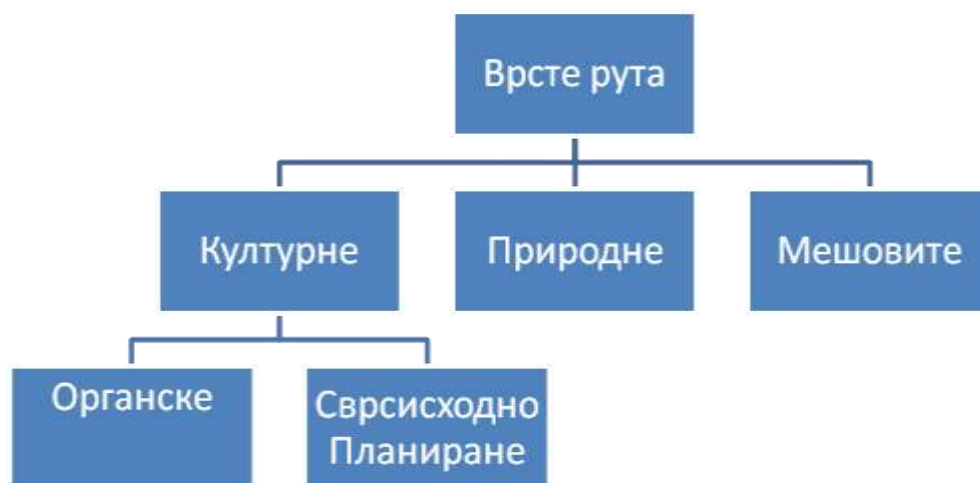 Врсте рута
Културне
Природне
Мешовите
Органске
Сврсисходно
Планиране